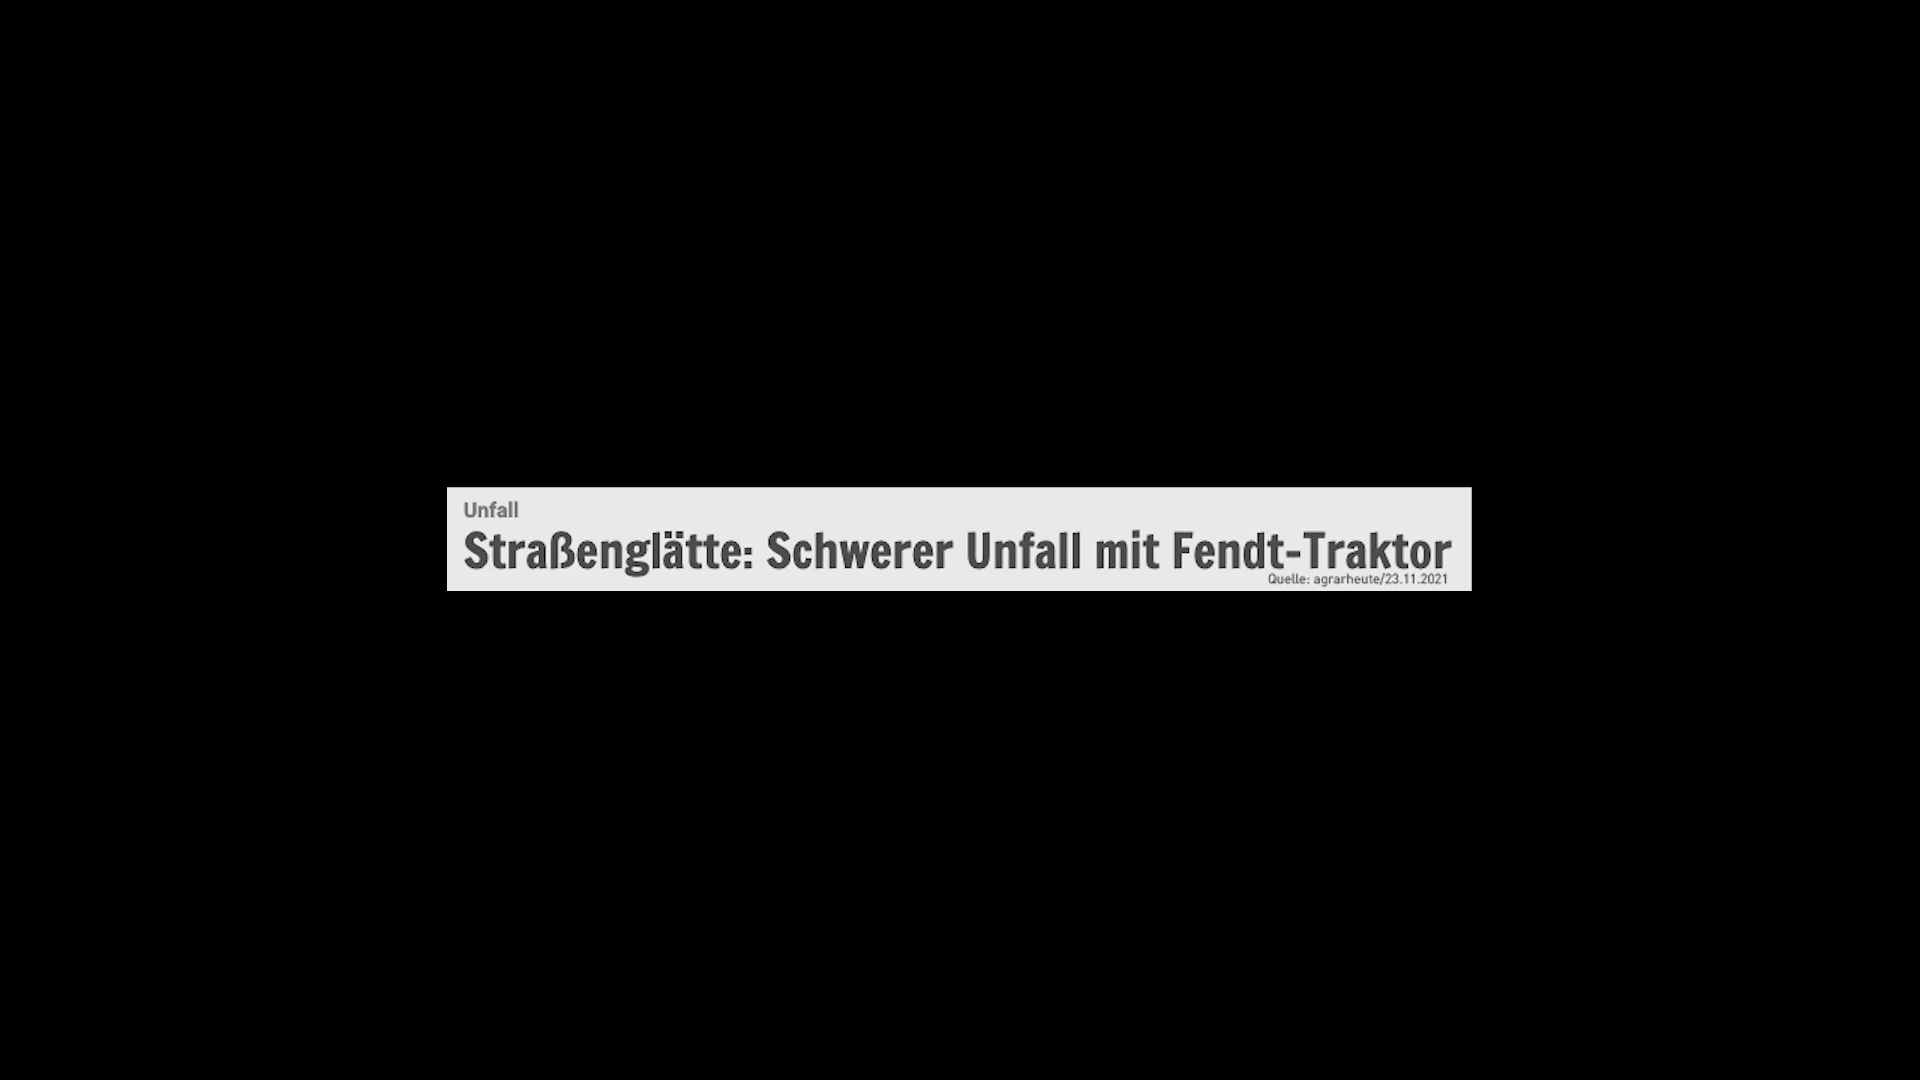 Unfall
Straßenglätte: Schwerer Unfall mit Fendt-Traktor
Quelle: agrarheute/23.11.2021